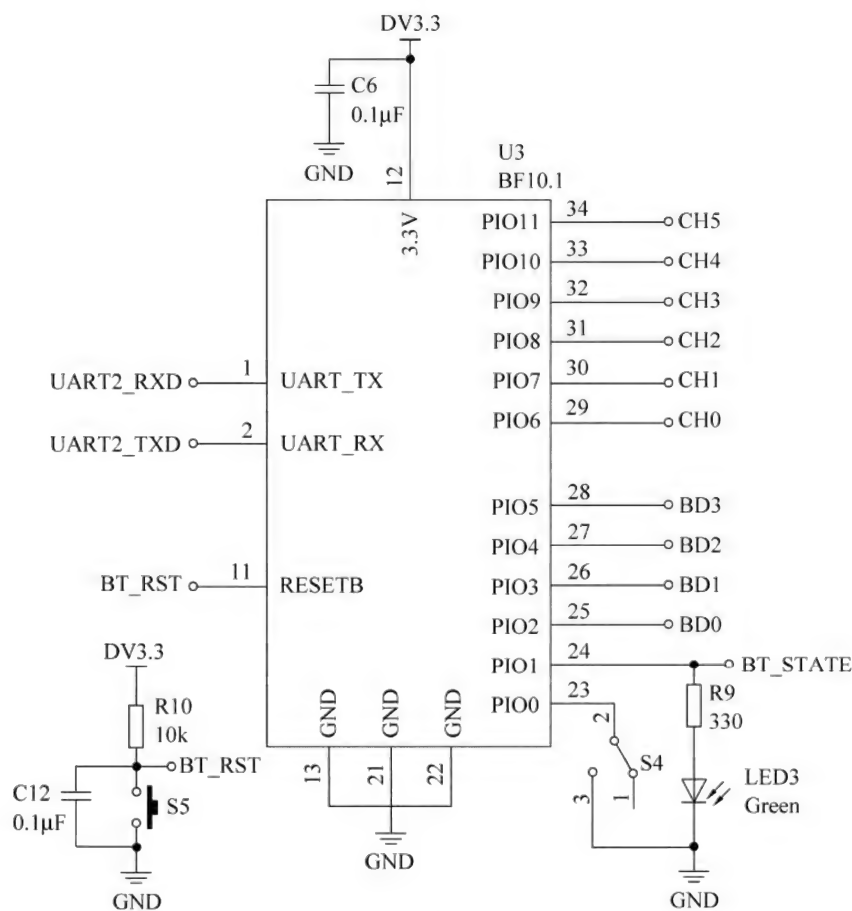 DV3.3
C6
0.1μF
GND
12
U3
BF10.1
3.3V
PIO11 34 CH5
PIO10 33 CH4
PIO9 32 CH3
PIO8 31 CH2
UART2_RXD 1 UART_TX
PIO7 30 CH1
PIO6 29 CH0
UART2_TXD 2 UART_RX
PIO5 28 BD3
PIO4 27 BD2
BT_RST 11 RESETB
PIO3 26 BD1
PIO2 25 BD0
PIO1 24 BT_STATE
PIO0 23
DV3.3
R10
10k
BT_RST
C12
0.1μF
S5
GND
GND
GND
GND
13
21
22
GND
2
S4
3
1
R9
330
LED3
Green
GND